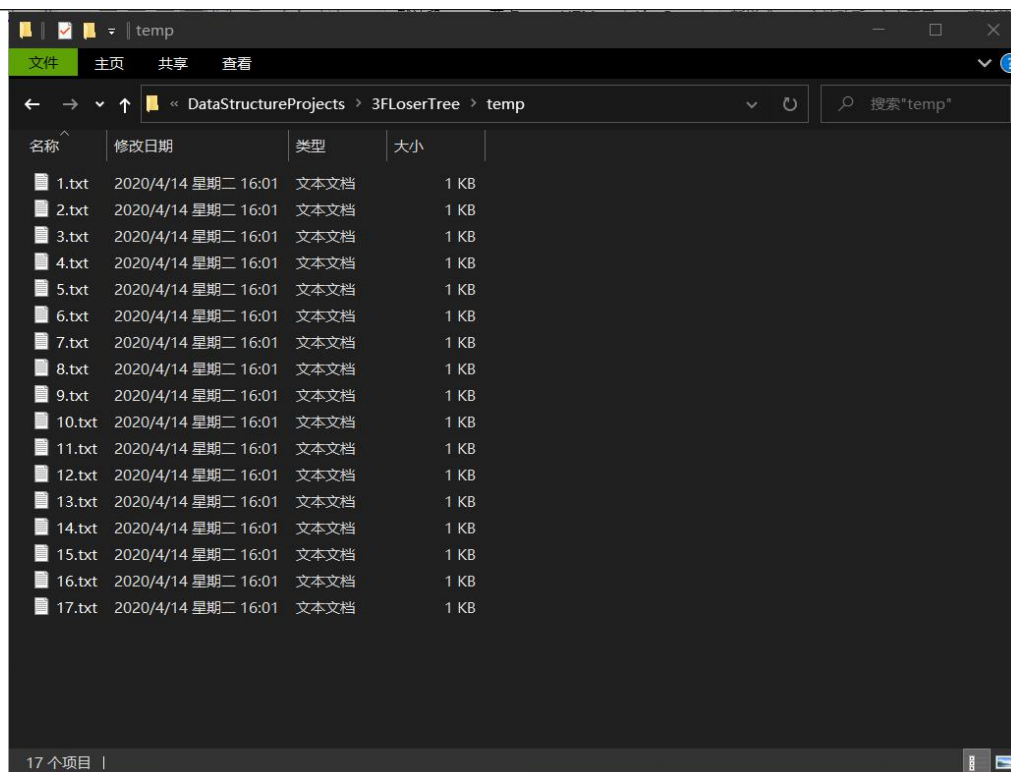 temp
文件 主页 共享 查看
« DataStructureProjects > 3FLoserTree > temp 搜索"temp"
名称 修改日期 类型 大小
1.txt 2020/4/14 星期二 16:01 文本文档 1 KB
2.txt 2020/4/14 星期二 16:01 文本文档 1 KB
3.txt 2020/4/14 星期二 16:01 文本文档 1 KB
4.txt 2020/4/14 星期二 16:01 文本文档 1 KB
5.txt 2020/4/14 星期二 16:01 文本文档 1 KB
6.txt 2020/4/14 星期二 16:01 文本文档 1 KB
7.txt 2020/4/14 星期二 16:01 文本文档 1 KB
8.txt 2020/4/14 星期二 16:01 文本文档 1 KB
9.txt 2020/4/14 星期二 16:01 文本文档 1 KB
10.txt 2020/4/14 星期二 16:01 文本文档 1 KB
11.txt 2020/4/14 星期二 16:01 文本文档 1 KB
12.txt 2020/4/14 星期二 16:01 文本文档 1 KB
13.txt 2020/4/14 星期二 16:01 文本文档 1 KB
14.txt 2020/4/14 星期二 16:01 文本文档 1 KB
15.txt 2020/4/14 星期二 16:01 文本文档 1 KB
16.txt 2020/4/14 星期二 16:01 文本文档 1 KB
17.txt 2020/4/14 星期二 16:01 文本文档 1 KB
17 个项目